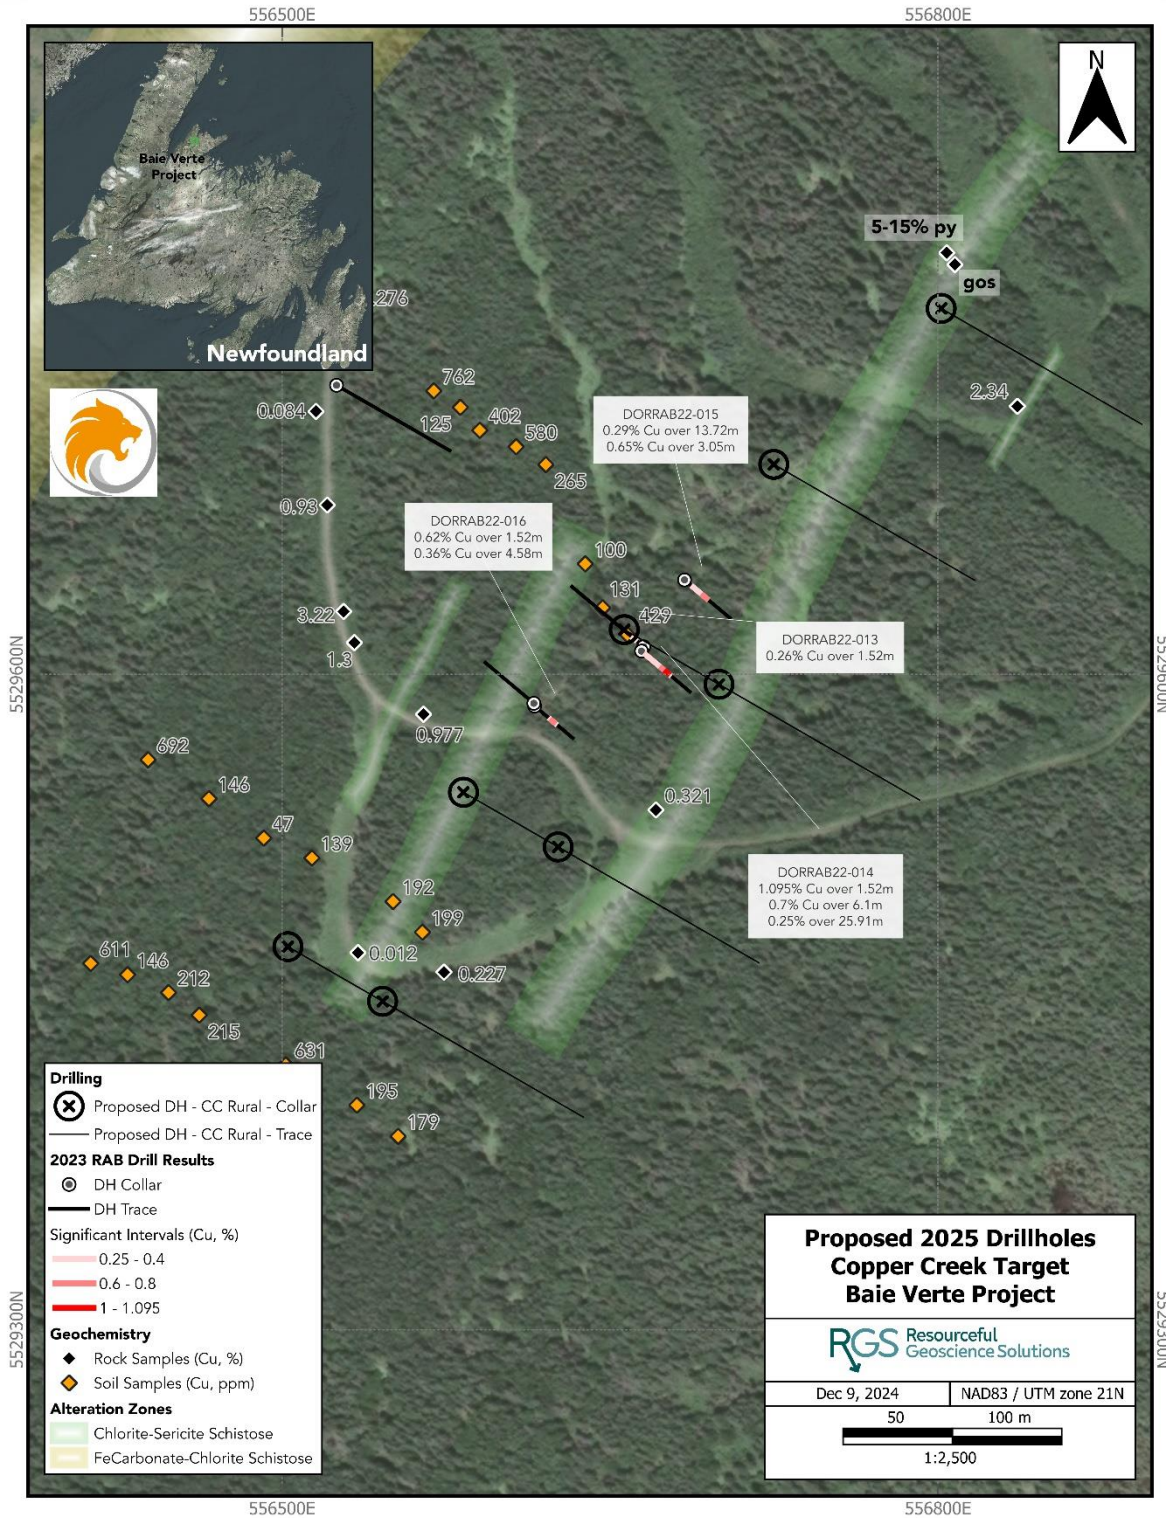 556500E
556800E
N
Baie Verte
Project
Newfoundland
.276
5-15% py
gos
2.34
762
125
402
580
265
0.084
0.93
DORRAB22-015
0.29% Cu over 13.72m
0.65% Cu over 3.05m
DORRAB22-016
0.62% Cu over 1.52m
0.36% Cu over 4.58m
100
131
429
3.22
1.3
DORRAB22-013
0.26% Cu over 1.52m
5529600N
5529600N
0.977
692
146
47
139
0.321
DORRAB22-014
1.095% Cu over 1.52m
0.7% Cu over 6.1m
0.25% over 25.91m
192
199
0.012
0.227
611
146
212
215
631
195
179
Drilling
Proposed DH - CC Rural - Collar
Proposed DH - CC Rural - Trace
2023 RAB Drill Results
DH Collar
DH Trace
Significant Intervals (Cu, %)
0.25 - 0.4
0.6 - 0.8
1 - 1.095
Geochemistry
Rock Samples (Cu, %)
Soil Samples (Cu, ppm)
Alteration Zones
Chlorite-Sericite Schistose
FeCarbonate-Chlorite Schistose
5529300N
5529300N
Proposed 2025 Drillholes
Copper Creek Target
Baie Verte Project
RGS Resourceful
Geoscience Solutions
Dec 9, 2024
NAD83 / UTM zone 21N
50
100 m
1:2,500
556500E
556800E